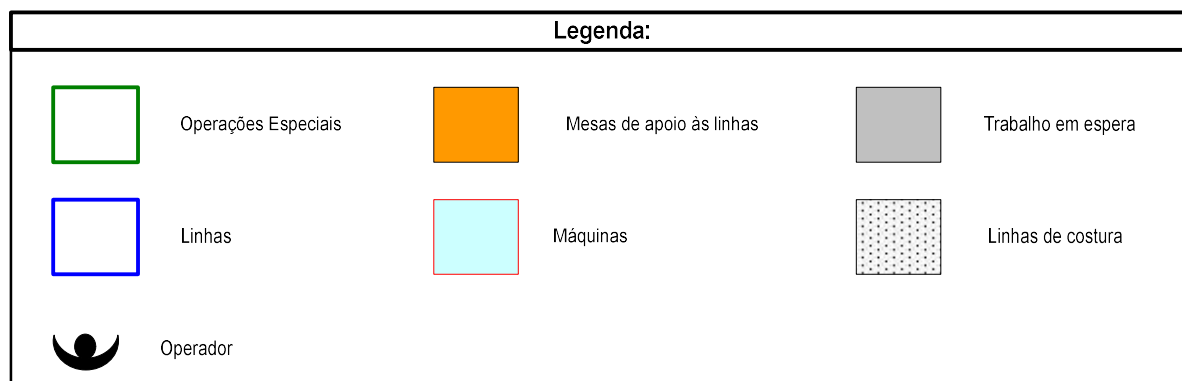 Legenda:
Operações Especiais
Mesas de apoio às linhas
Trabalho em espera
Linhas
Máquinas
Linhas de costura
Operador